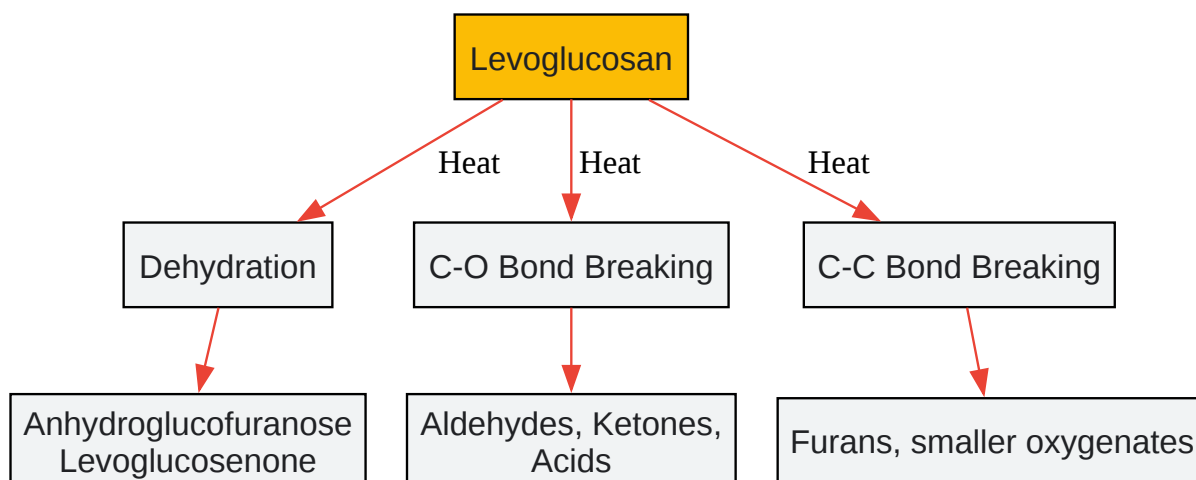 Levoglucosan
Heat
Heat
Heat
Dehydration
C-O Bond Breaking
C-C Bond Breaking
Anhydroglucofuranose
Levoglucosenone
Aldehydes, Ketones,
Acids
Furans, smaller oxygenates